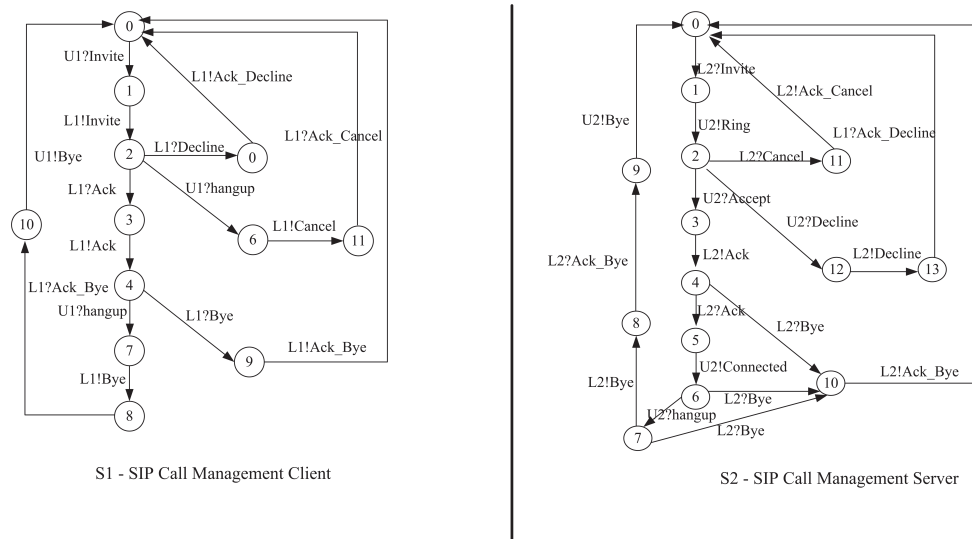 0
U1?Invite
L1!Ack_Decline
1
L1!Invite
L1?Ack_Cancel
2
L1?Decline
0
U1!Bye
U1?hangup
L1?Ack
3
10
6
L1!Cancel
11
L1!Ack
4
L1?Ack_Bye
U1?hangup
L1?Bye
7
9
L1!Ack_Bye
L1!Bye
8
S1 - SIP Call Management Client
0
L2?Invite
1
L2!Ack_Cancel
U2!Bye
U2!Ring
L1?Ack_Decline
2
L2?Cancel
11
9
U2?Accept
3
U2?Decline
L2!Ack
L2!Decline
L2?Ack_Bye
12
13
4
L2?Ack
8
L2?Bye
5
U2!Connected
L2!Bye
10
L2!Ack_Bye
6
L2?Bye
U2?hangup
7
L2?Bye
S2 - SIP Call Management Server